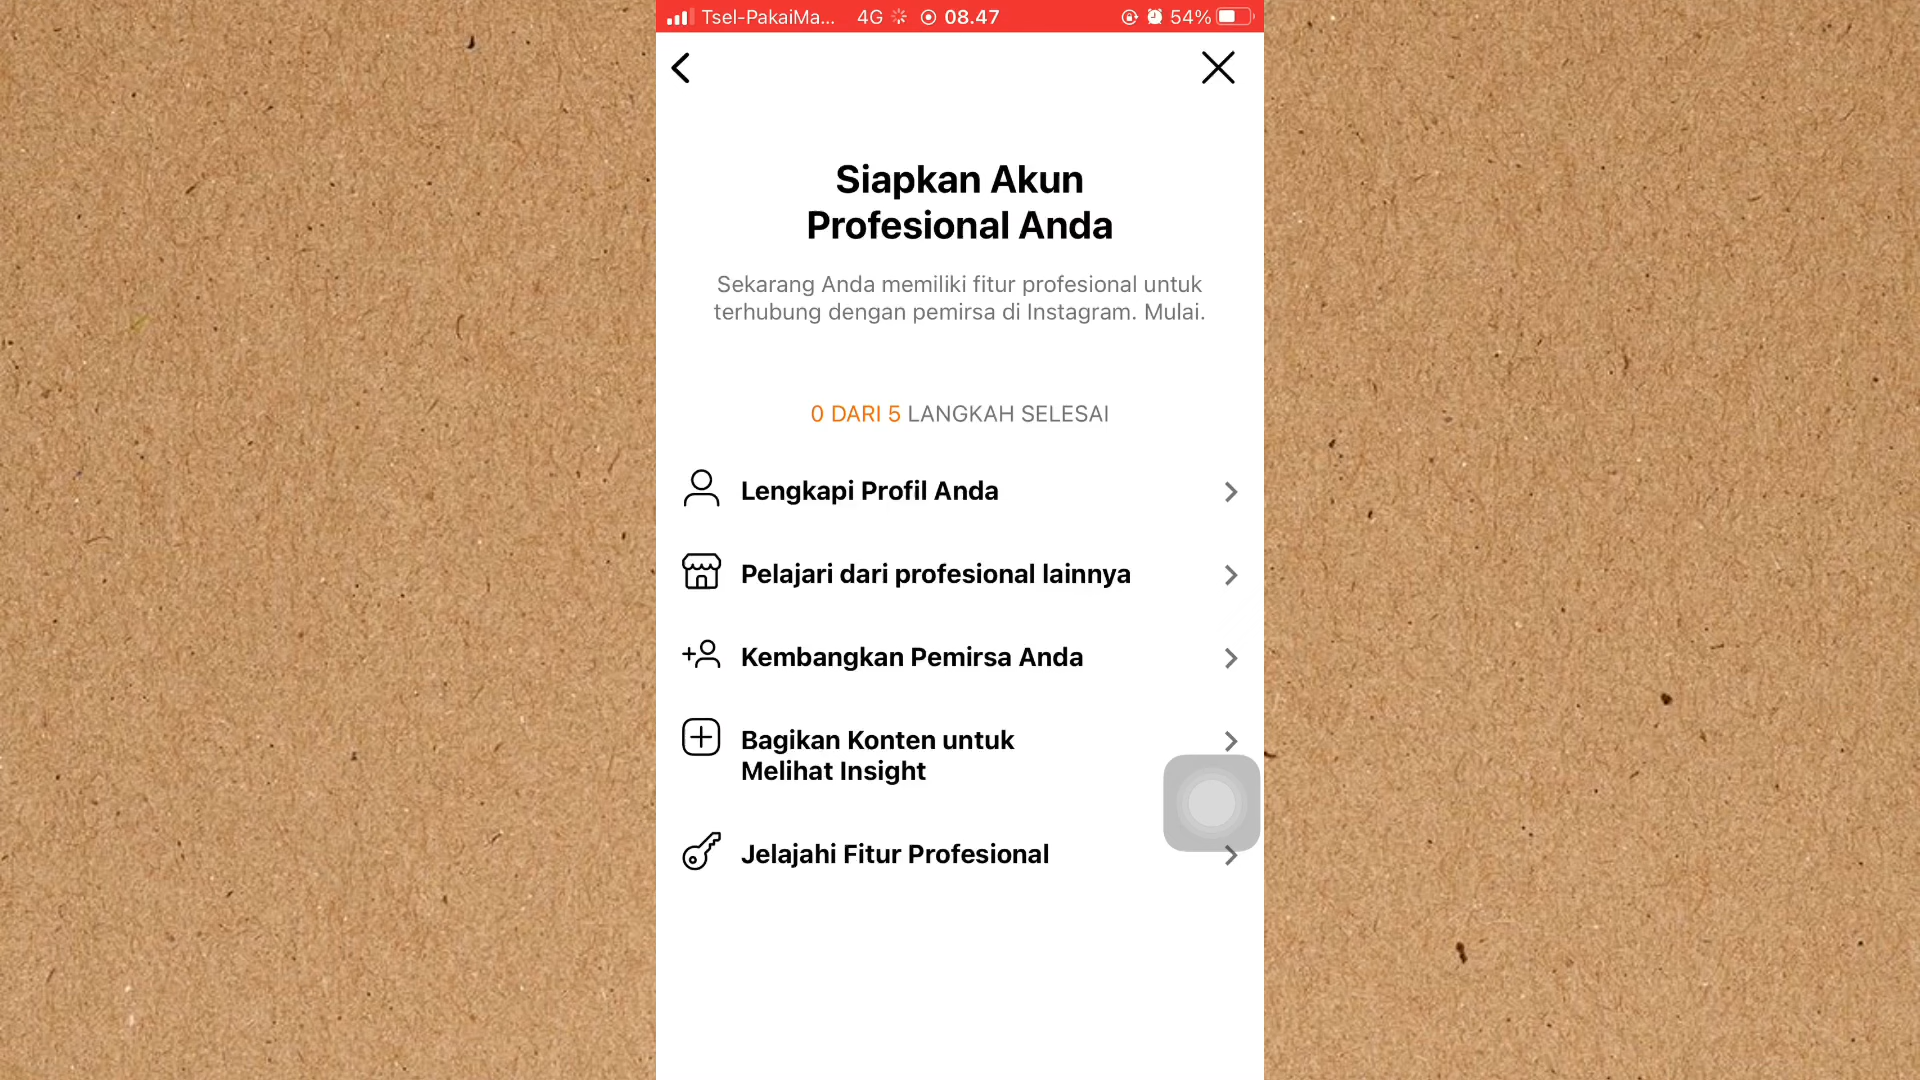 Tsel-PakaiMa... 4G 08.47 54%
Siapkan Akun
Profesional Anda
Sekarang Anda memiliki fitur profesional untuk
terhubung dengan pemirsa di Instagram. Mulai.
0 DARI 5 LANGKAH SELESAI
Lengkapi Profil Anda
Pelajari dari profesional lainnya
Kembangkan Pemirsa Anda
Bagikan Konten untuk
Melihat Insight
Jelajahi Fitur Profesional